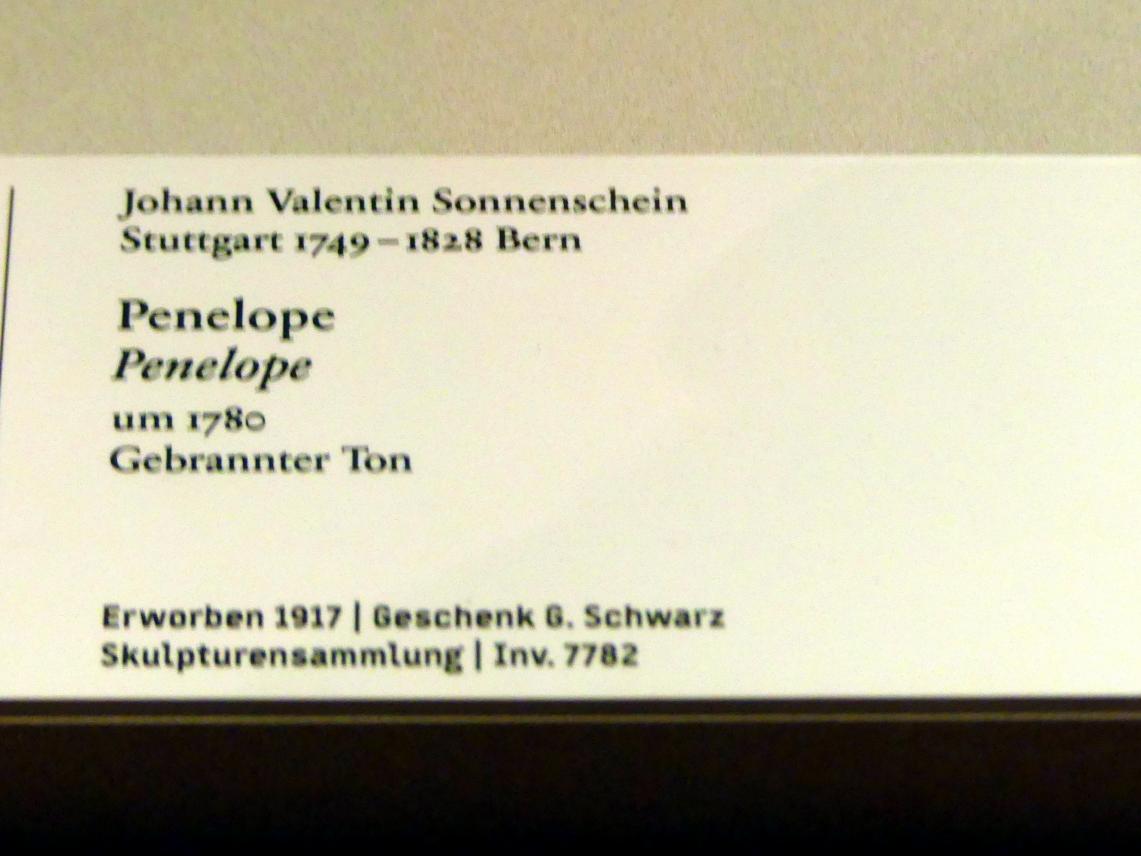 Johann Valentin Sonnenschein
Stuttgart 1749–1828 Bern
Penelope
Penelope
um 1780
Gebrannter Ton
Erworben 1917 | Geschenk G. Schwarz
Skulpturensammlung | Inv. 7782